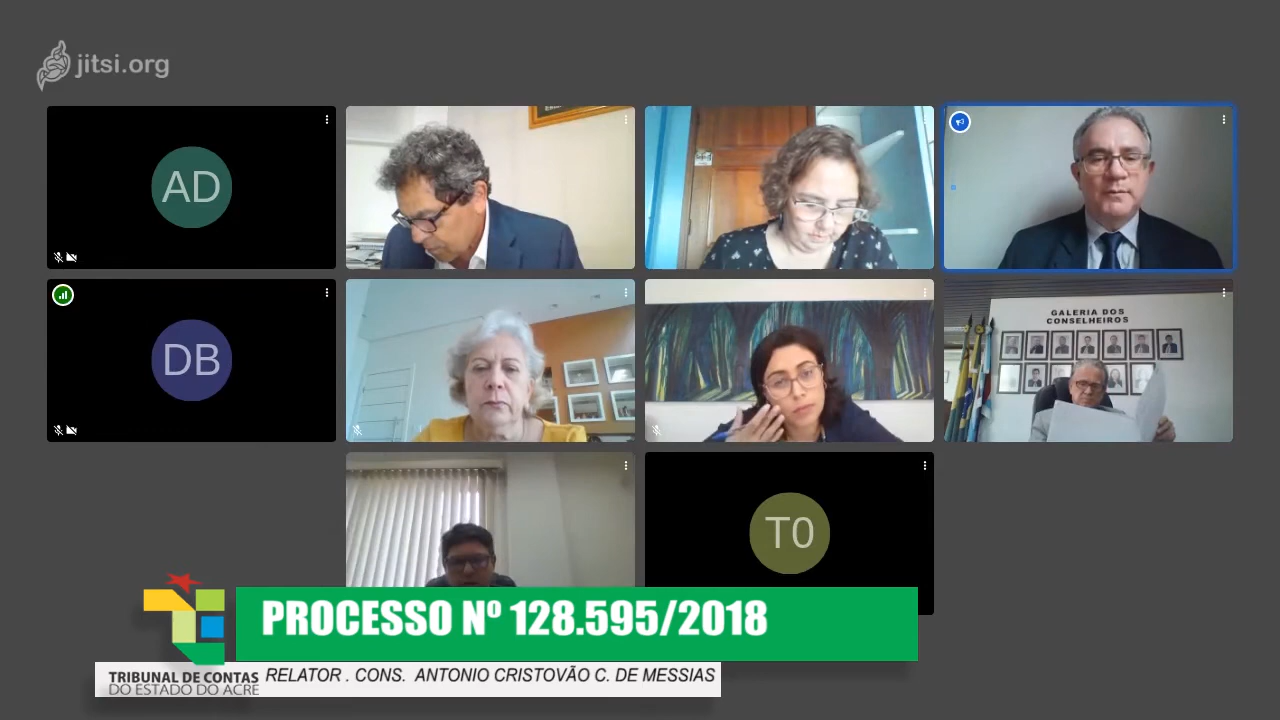 jitsi.org
AD
DB
GALERIA DOS
CONSELHEIROS
T0
PROCESSO Nº 128.595/2018
TRIBUNAL DE CONTAS
DO ESTADO DO ACRE
RELATOR . CONS. ANTONIO CRISTOVÃO C. DE MESSIAS